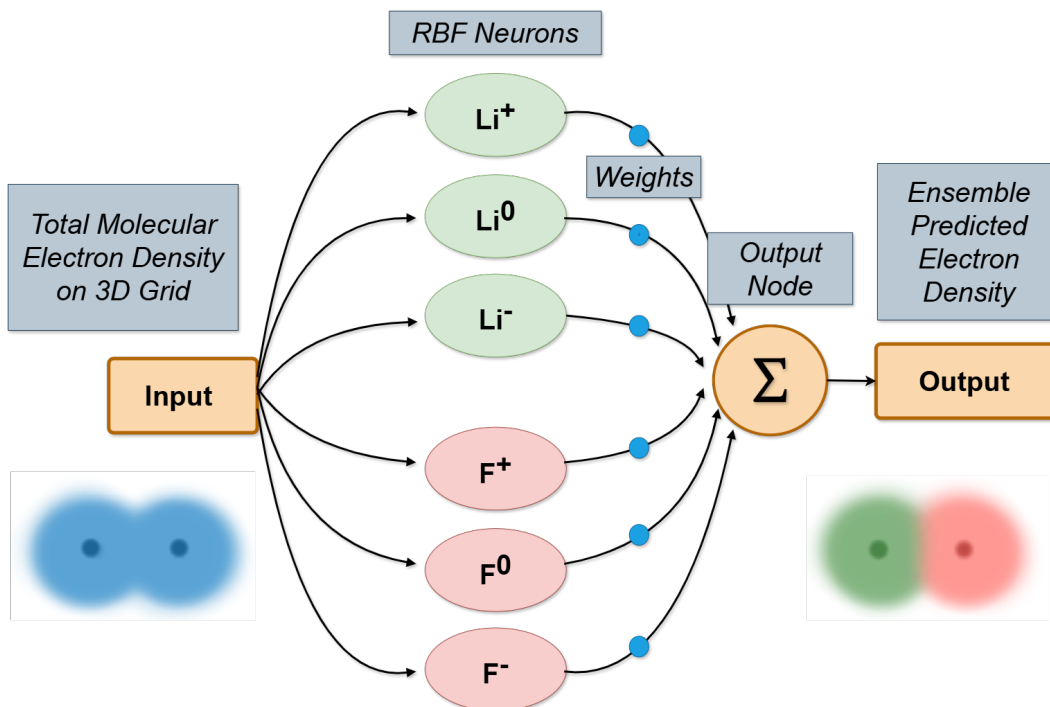 RBF Neurons
Li⁺
Weights
Total Molecular
Electron Density
on 3D Grid
Ensemble
Predicted
Electron
Density
Li⁰
Output
Node
Li⁻
Input
Σ
Output
F⁺
F⁰
F⁻